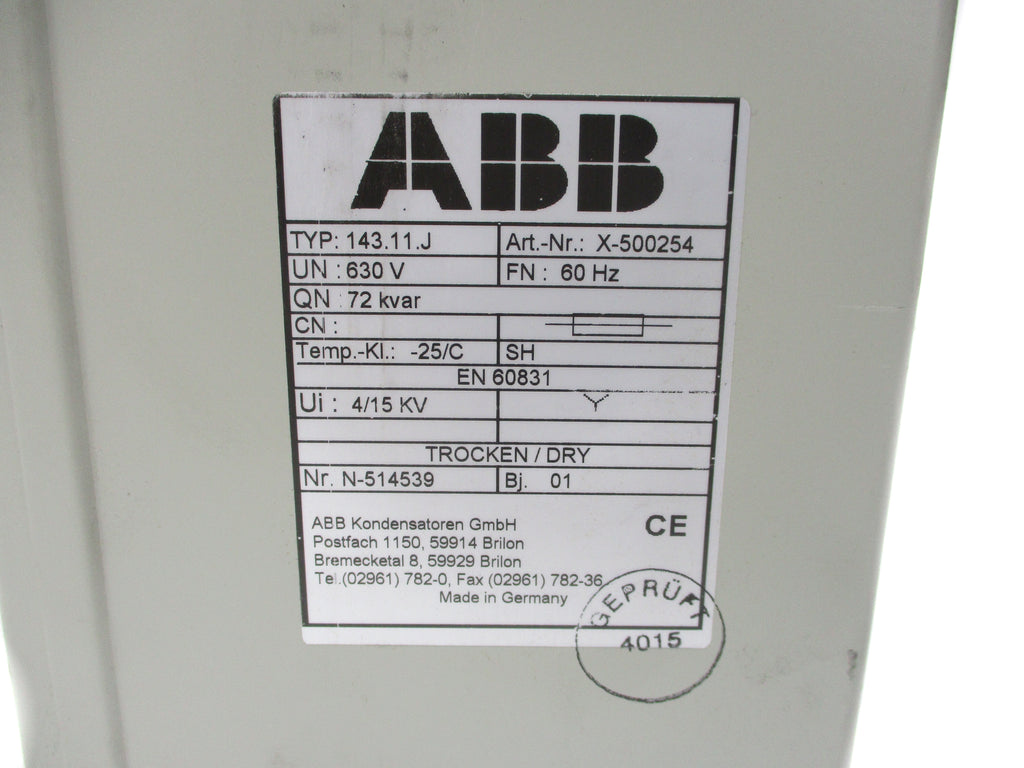 ABB
TYP: 143.11.J Art.-Nr.: X-500254
UN : 630 V FN : 60 Hz
QN : 72 kvar
CN :
Temp.-Kl.: -25/C SH
EN 60831
Ui : 4/15 KV
TROCKEN / DRY
Nr. N-514539 Bj. 01
ABB Kondensatoren GmbH
CE
Postfach 1150, 59914 Brilon
Bremecketal 8, 59929 Brilon
Tel.(02961) 782-0, Fax (02961) 782-36
Made in Germany
GEPRÜFT
4015